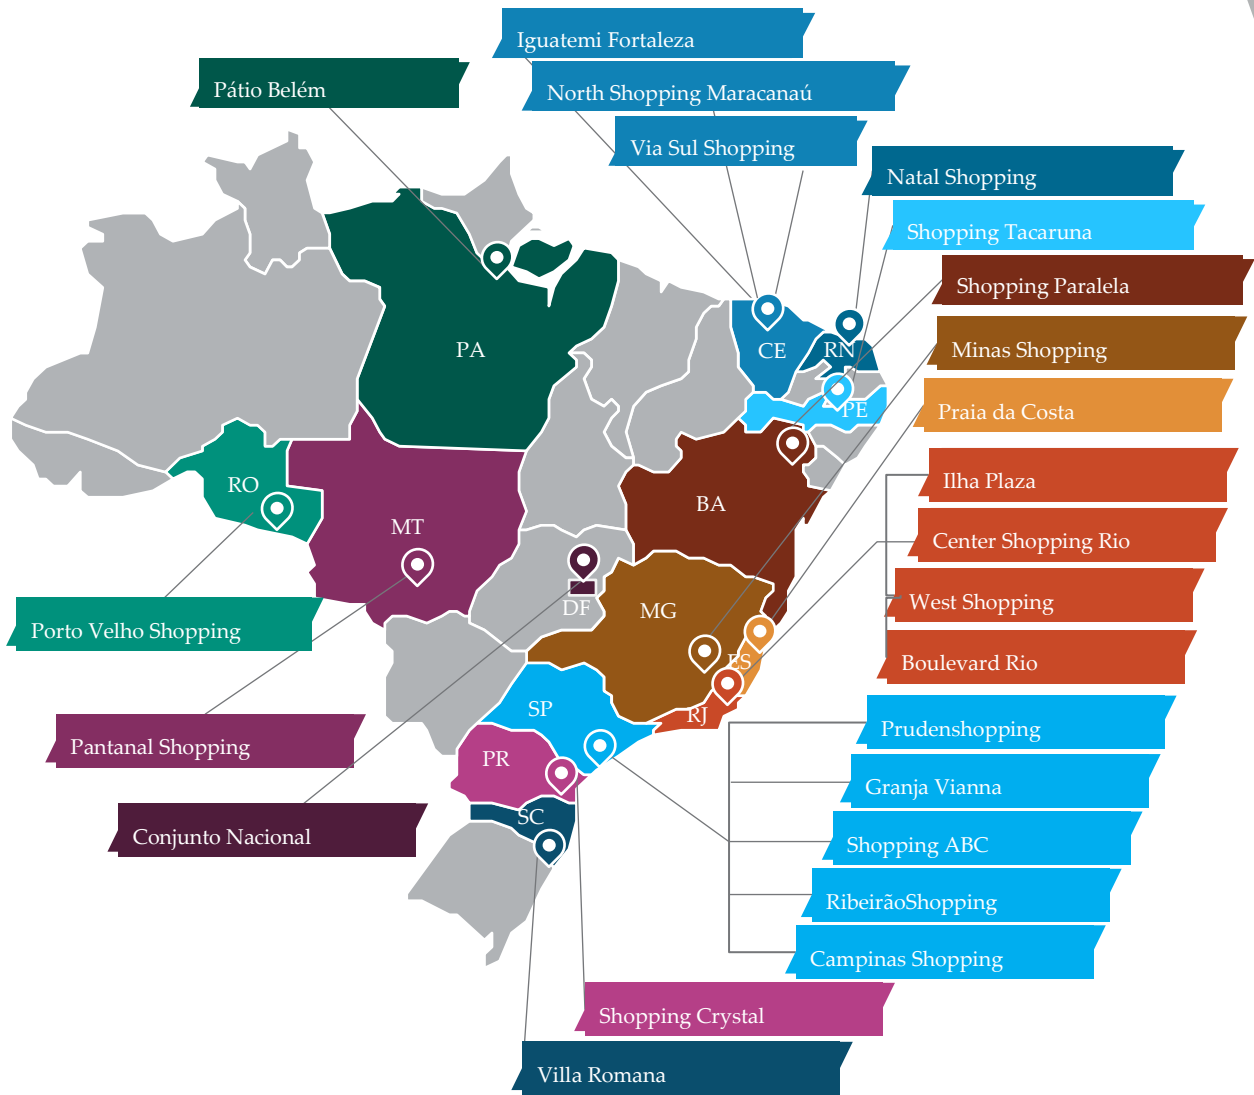 Iguatemi Fortaleza
Pátio Belém
North Shopping Maracanaú
Via Sul Shopping
Natal Shopping
Shopping Tacaruna
Shopping Paralela
PA
CE
RN
Minas Shopping
PE
Praia da Costa
RO
BA
Ilha Plaza
MT
Center Shopping Rio
DF
MG
West Shopping
Porto Velho Shopping
ES
Boulevard Rio
SP
RJ
Prudenshopping
Pantanal Shopping
PR
Granja Vianna
SC
Conjunto Nacional
Shopping ABC
RibeirãoShopping
Campinas Shopping
Shopping Crystal
Villa Romana